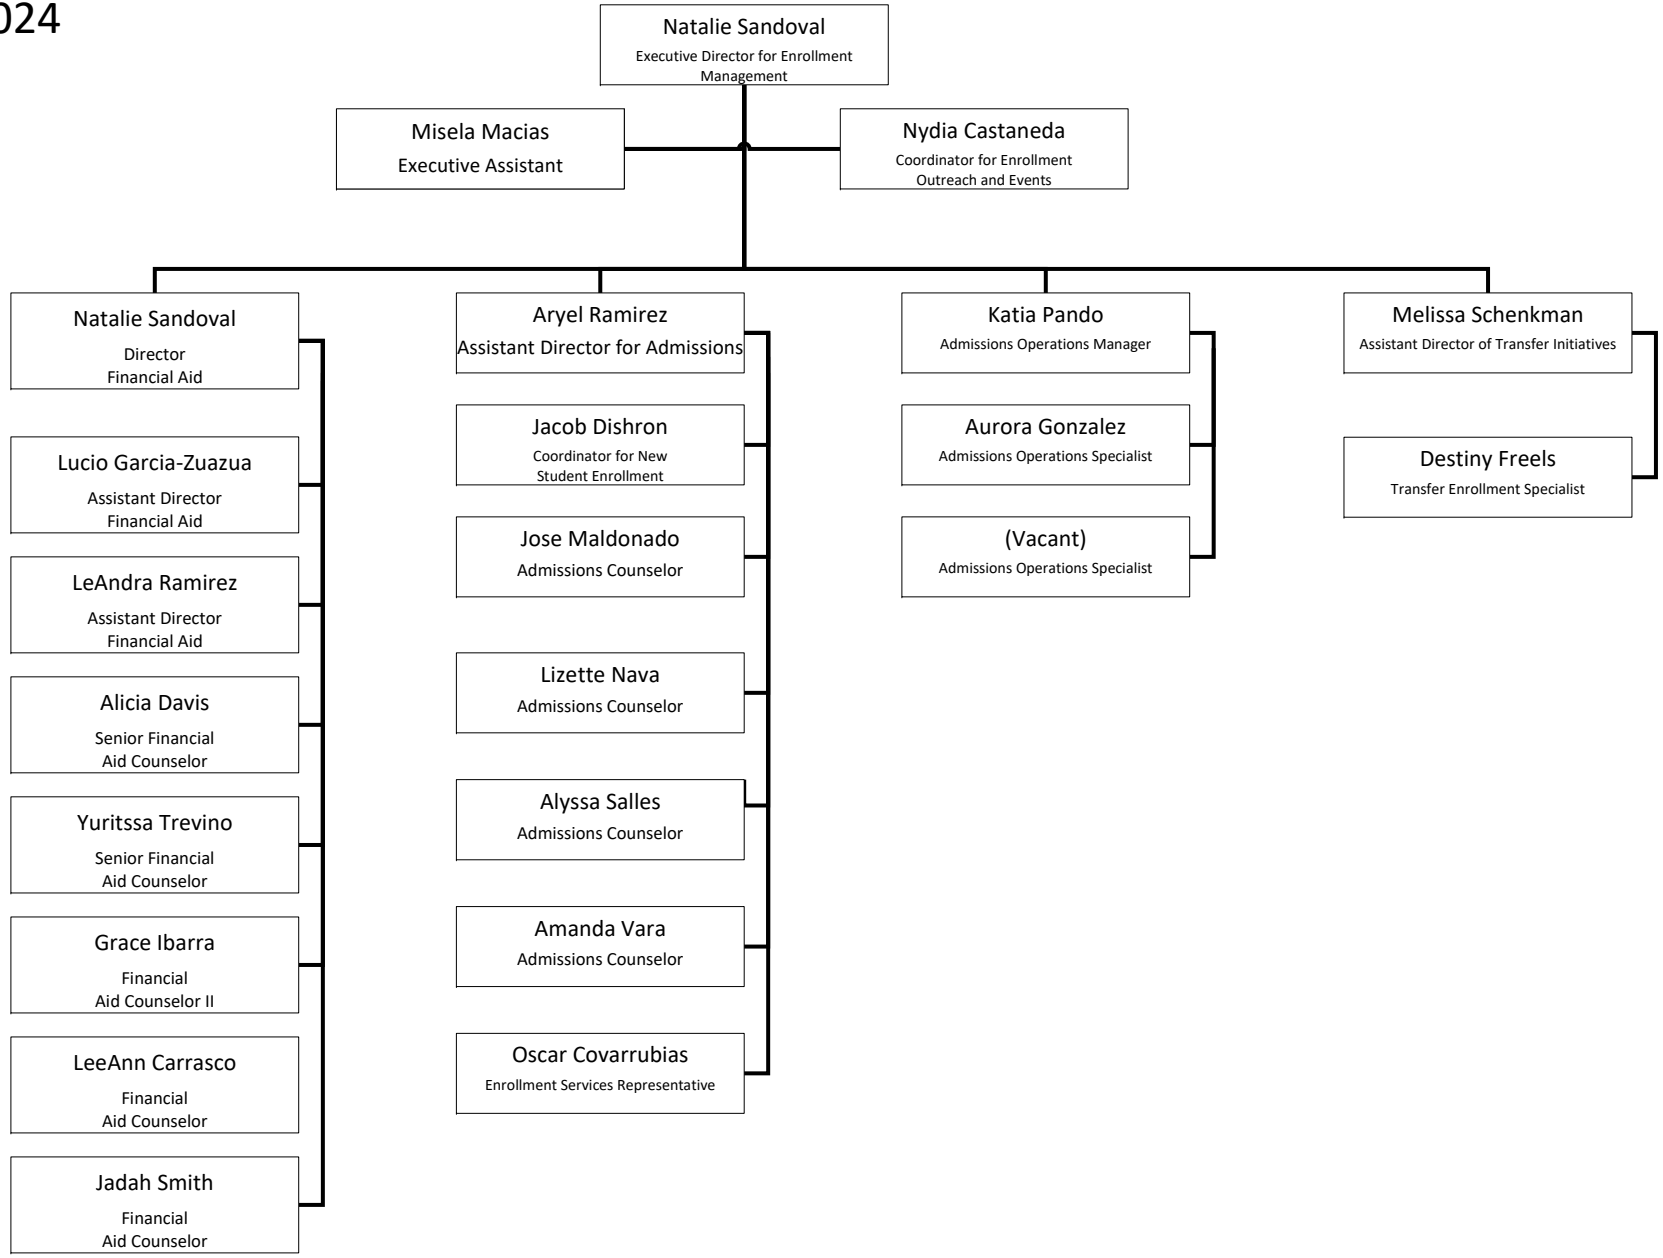 024
Natalie Sandoval
Executive Director for Enrollment
Management
Misela Macias
Executive Assistant
Nydia Castaneda
Coordinator for Enrollment
Outreach and Events
Natalie Sandoval
Director
Financial Aid
Lucio Garcia-Zuazua
Assistant Director
Financial Aid
LeAndra Ramirez
Assistant Director
Financial Aid
Alicia Davis
Senior Financial
Aid Counselor
Yuritssa Trevino
Senior Financial
Aid Counselor
Grace Ibarra
Financial
Aid Counselor II
LeeAnn Carrasco
Financial
Aid Counselor
Jadah Smith
Financial
Aid Counselor
Aryel Ramirez
Assistant Director for Admissions
Jacob Dishron
Coordinator for New
Student Enrollment
Jose Maldonado
Admissions Counselor
Lizette Nava
Admissions Counselor
Alyssa Salles
Admissions Counselor
Amanda Vara
Admissions Counselor
Oscar Covarrubias
Enrollment Services Representative
Katia Pando
Admissions Operations Manager
Aurora Gonzalez
Admissions Operations Specialist
(Vacant)
Admissions Operations Specialist
Melissa Schenkman
Assistant Director of Transfer Initiatives
Destiny Freels
Transfer Enrollment Specialist